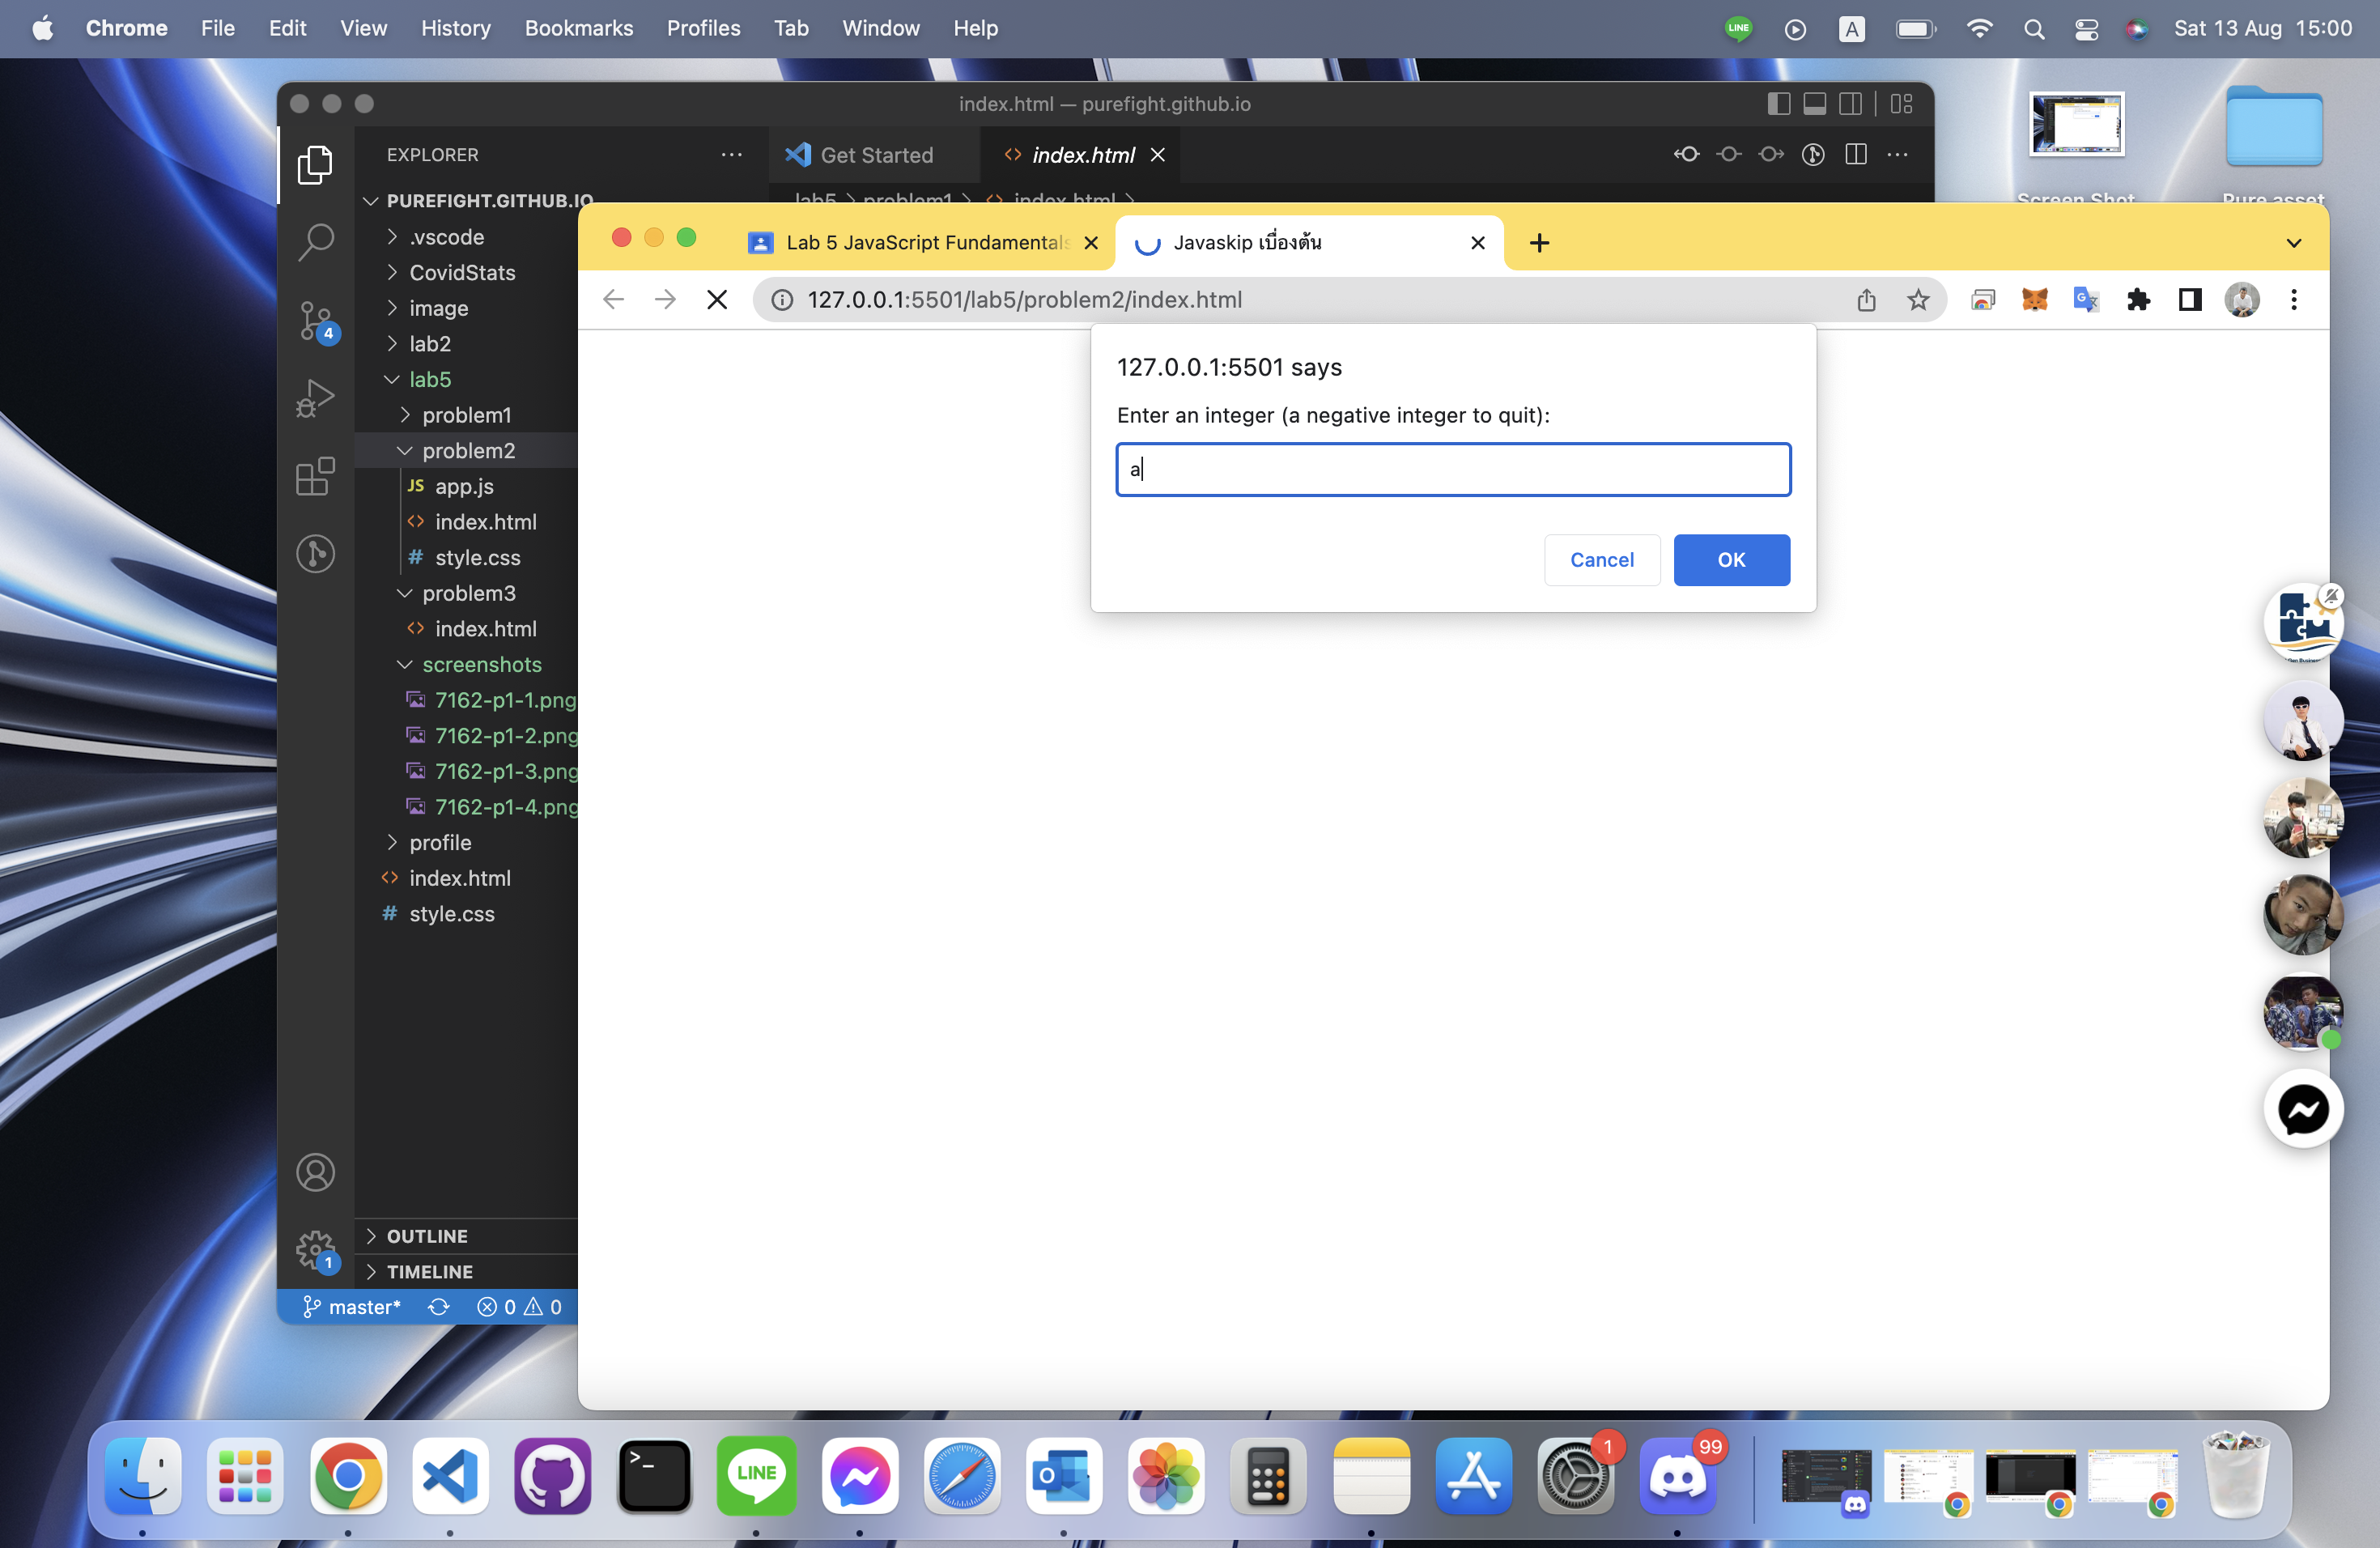 Chrome File Edit View History Bookmarks Profiles Tab Window Help
LINE A Sat 13 Aug 15:00
index.html — purefight.github.io
EXPLORER
Get Started
index.html
PUREFIGHT.GITHUB.IO
lab5 > problem1 > index.html >
Screen Shot
Pure asset
.vscode
CovidStats
image
lab2
lab5
problem1
problem2
JS app.js
index.html
# style.css
problem3
index.html
screenshots
7162-p1-1.png
7162-p1-2.png
7162-p1-3.png
7162-p1-4.png
profile
index.html
# style.css
4
OUTLINE
TIMELINE
1
master* 0 0
Lab 5 JavaScript Fundamentals
Javaskip เบื่องต้น
127.0.0.1:5501/lab5/problem2/index.html
127.0.0.1:5501 says
Enter an integer (a negative integer to quit):
a
Cancel
OK
LINE
1
99